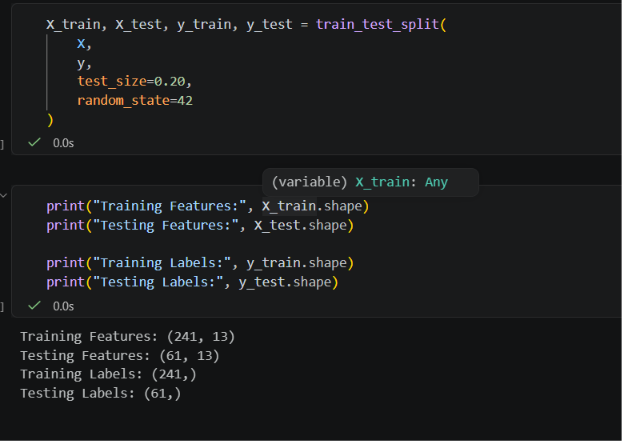 X_train, X_test, y_train, y_test = train_test_split(
    X,
    y,
    test_size=0.20,
    random_state=42
)
]
0.0s
(variable) X_train: Any
print("Training Features:", X_train.shape)
print("Testing Features:", X_test.shape)
print("Training Labels:", y_train.shape)
print("Testing Labels:", y_test.shape)
]
0.0s
Training Features: (241, 13)
Testing Features: (61, 13)
Training Labels: (241,)
Testing Labels: (61,)